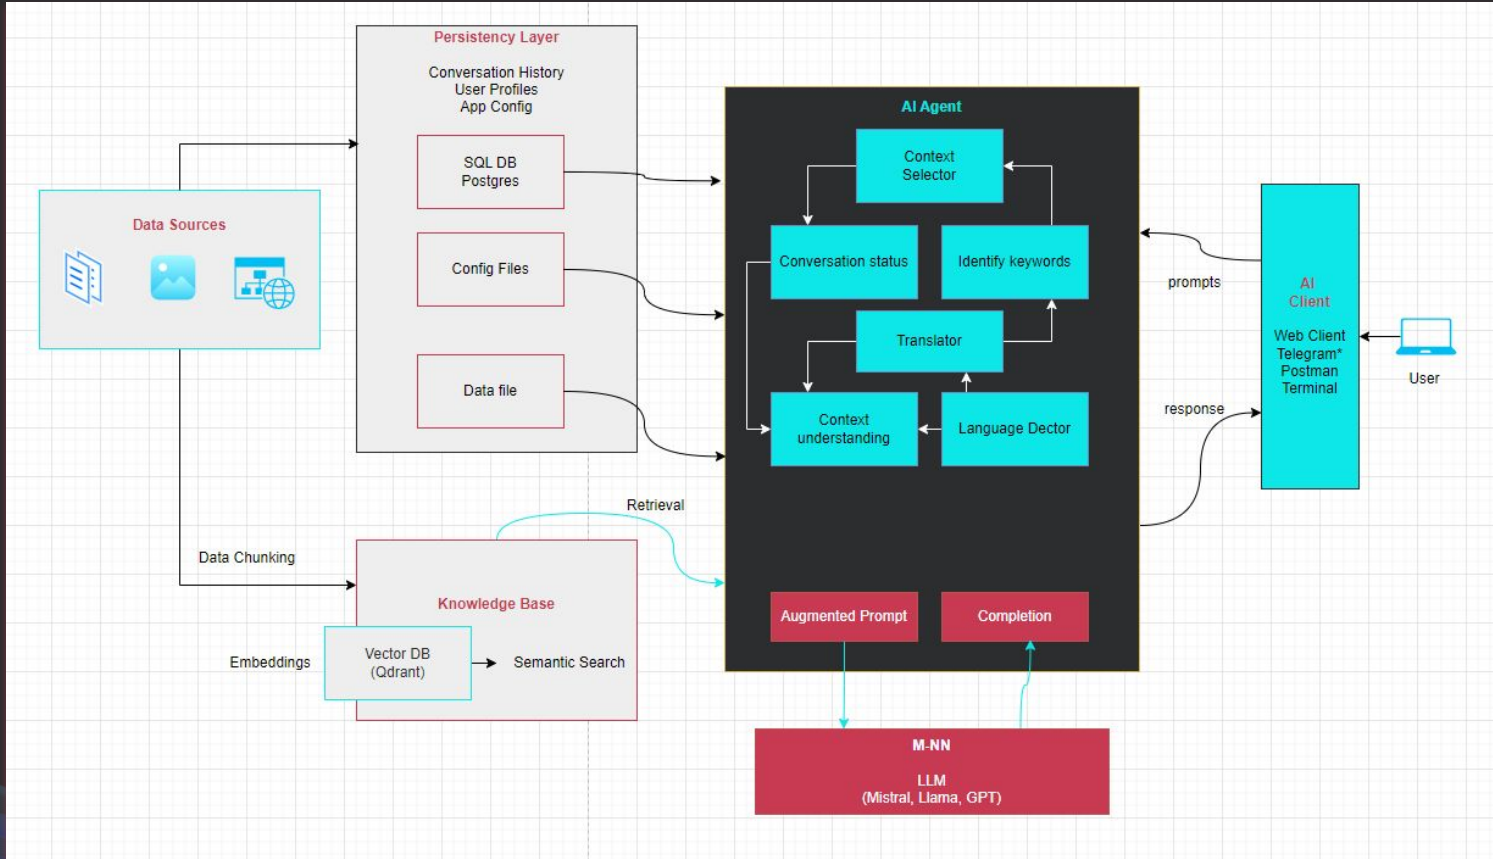 Persistency Layer
Conversation History
User Profiles
App Config
SQL DB
Postgres
Config Files
Data file
Data Sources
Data Chunking
Retrieval
Knowledge Base
Embeddings
Vector DB
(Qdrant)
Semantic Search
AI Agent
Context
Selector
Conversation status
Identify keywords
Translator
Context
understanding
Language Dector
Augmented Prompt
Completion
M-NN
LLM
(Mistral, Llama, GPT)
prompts
response
AI
Client
Web Client
Telegram*
Postman
Terminal
User